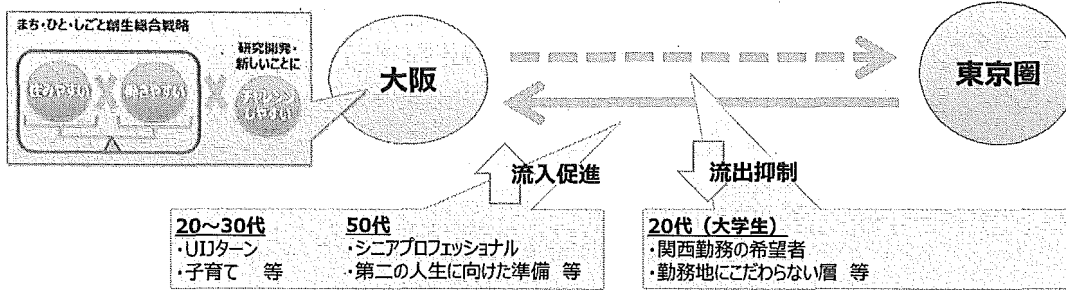 まち・ひと・しごと創生総合戦略
研究開発・
新しいことに
住みやすい
働きやすい
チャレンジ
しやすい
大阪
東京圏
流入促進
流出抑制
20～30代
・UIJターン
・子育て 等
50代
・シニアプロフェッショナル
・第二の人生に向けた準備 等
20代（大学生）
・関西勤務の希望者
・勤務地にこだわらない層 等